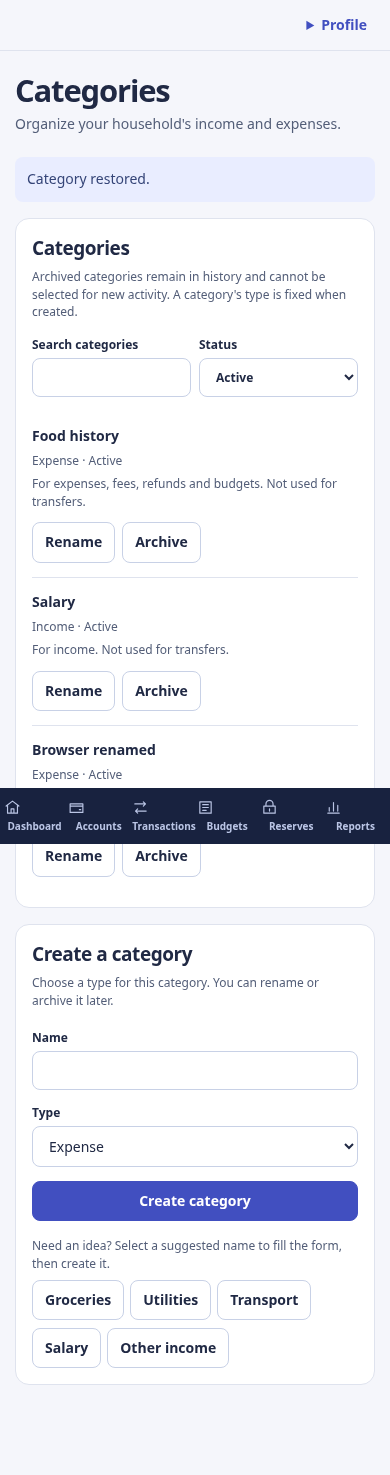 Profile
Categories
Organize your household's income and expenses.
Category restored.
Categories
Archived categories remain in history and cannot be
selected for new activity. A category's type is fixed when
created.
Search categories
Status
Active
Food history
Expense · Active
For expenses, fees, refunds and budgets. Not used for
transfers.
Rename
Archive
Salary
Income · Active
For income. Not used for transfers.
Rename
Archive
Browser renamed
Expense · Active
Dashboard
Accounts
Transactions
Budgets
Reserves
Reports
Rename
Archive
Create a category
Choose a type for this category. You can rename or
archive it later.
Name
Type
Expense
Create category
Need an idea? Select a suggested name to fill the form,
then create it.
Groceries
Utilities
Transport
Salary
Other income